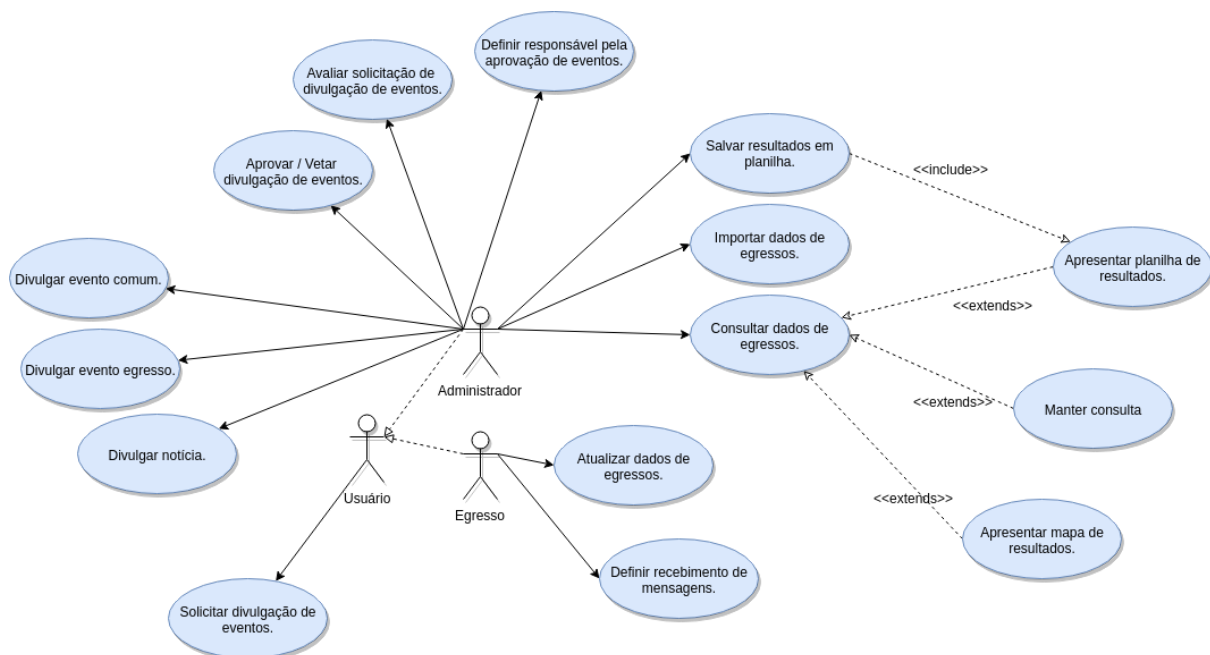 Definir responsável pela
aprovação de eventos.
Avaliar solicitação de
divulgação de eventos.
Aprovar / Vetar
divulgação de eventos.
Salvar resultados em
planilha.
<<include>>
Importar dados de
egressos.
Apresentar planilha de
resultados.
Divulgar evento comum.
<<extends>>
Consultar dados de
egressos.
Divulgar evento egresso.
Administrador
<<extends>>
Manter consulta
Divulgar notícia.
Atualizar dados de
egressos.
Usuário
Egresso
<<extends>>
Apresentar mapa de
resultados.
Definir recebimento de
mensagens.
Solicitar divulgação de
eventos.